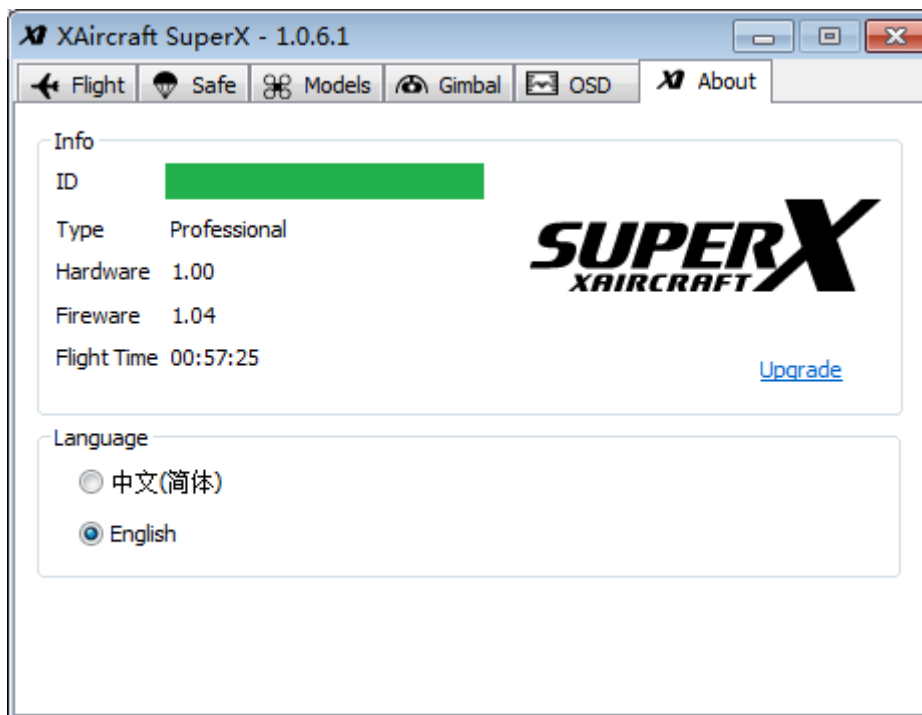 XAircraft SuperX - 1.0.6.1
Flight Safe Models Gimbal OSD About
Info
ID
Type Professional
Hardware 1.00
Fireware 1.04
Flight Time 00:57:25
SUPERX
XAIRCRAFT
Upgrade
Language
中文(简体)
English